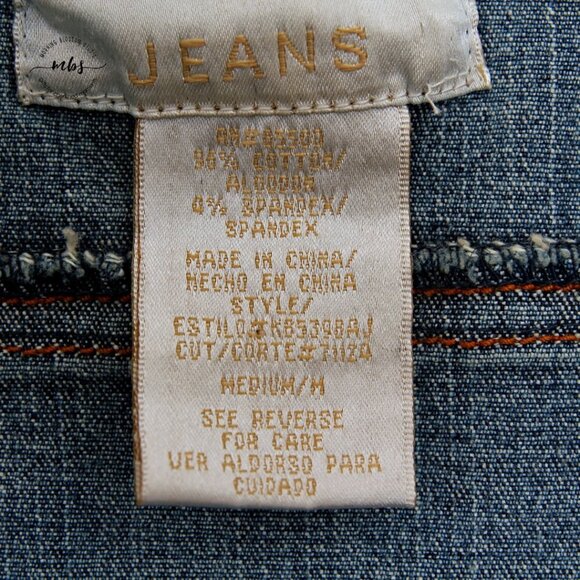 mbs
JEANS
96% COTTON/
ALGODON
4% SPANDEX/
SPANDEX
MADE IN CHINA/
HECHO EN CHINA
STYLE/
ESTILO#K85398AJ
CUT/CORTE#71124
MEDIUM/M
SEE REVERSE
FOR CARE
VER ALDORSO PARA
CUIDADO